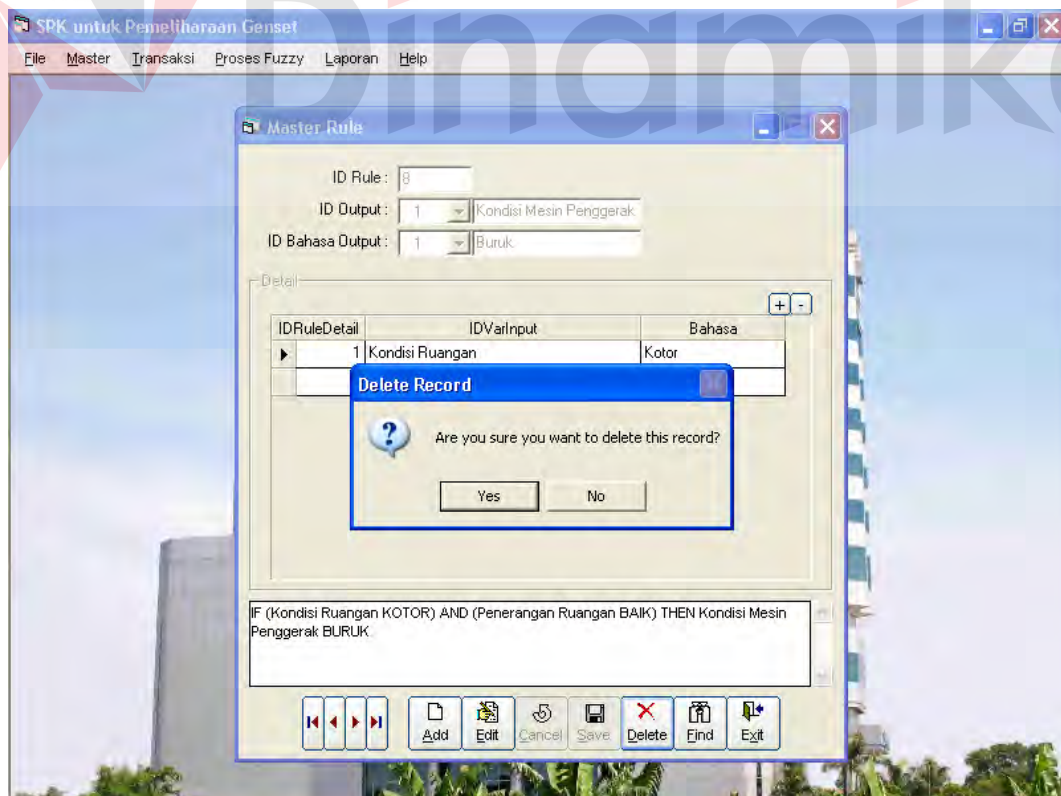 Dinamik
SPK untuk Pemeliharaan Genset
File Master Transaksi Proses Fuzzy Laporan Help
Master Rule
ID Rule : 8
ID Output : 1 Kondisi Mesin Penggerak
ID Bahasa Output : 1 Buruk
Detail
+ -
IDRuleDetail IDVarInput Bahasa
1 Kondisi Ruangan Kotor
Delete Record
Are you sure you want to delete this record?
Yes No
IF (Kondisi Ruangan KOTOR) AND (Penerangan Ruangan BAIK) THEN Kondisi Mesin
Penggerak BURUK
Add Edit Cancel Save Delete Find Exit